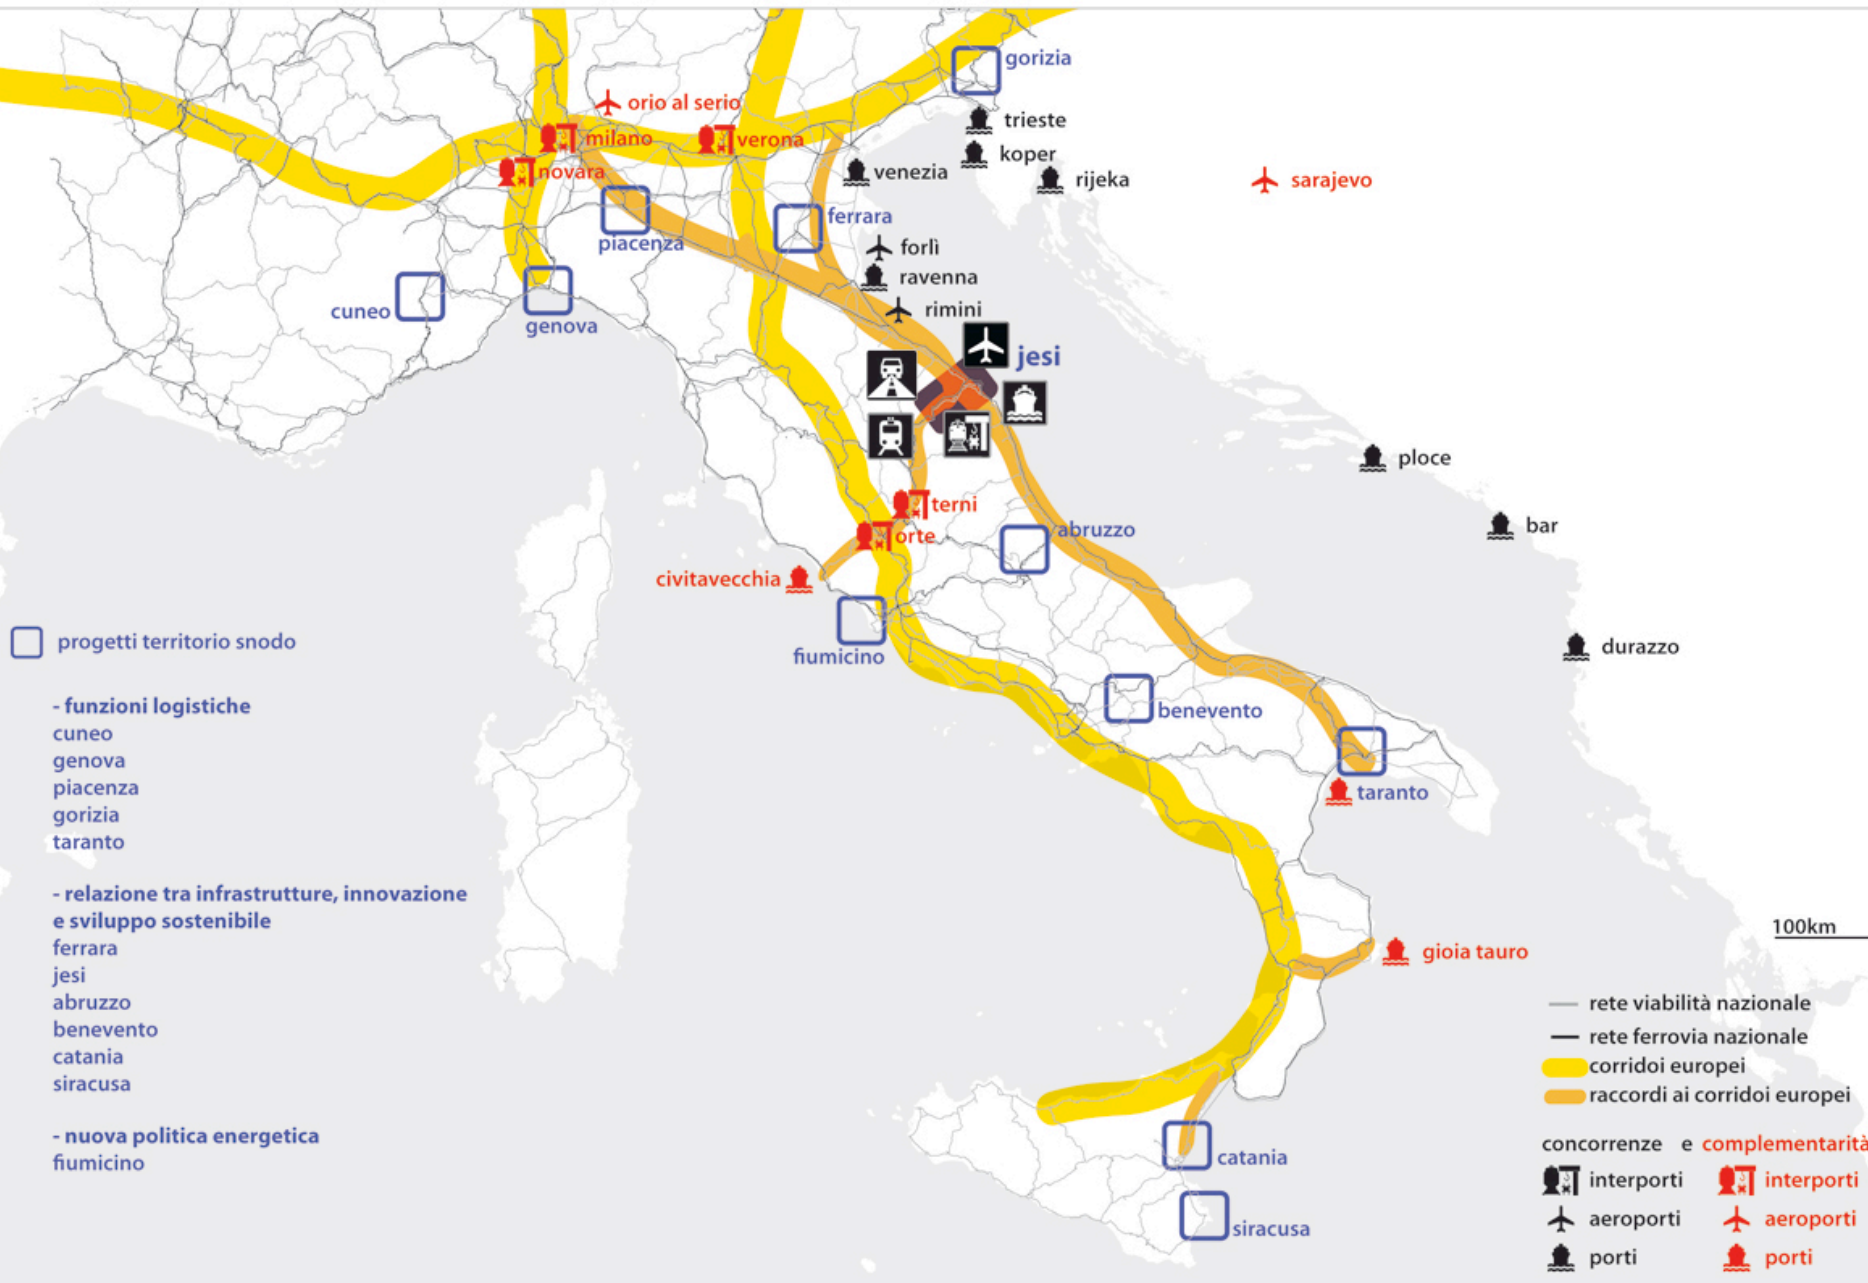 gorizia
orio al serio
trieste
milano
verona
koper
venezia
rijeka
sarajevo
novara
ferrara
piacenza
forlì
ravenna
cuneo
rimini
genova
jesi
ploce
terni
bar
abruzzo
orte
civitavecchia
durazzo
fiumicino
benevento
taranto
gioia tauro
catania
siracusa
progetti territorio snodo
- funzioni logistiche
cuneo
genova
piacenza
gorizia
taranto
- relazione tra infrastrutture, innovazione
e sviluppo sostenibile
ferrara
jesi
abruzzo
benevento
catania
siracusa
- nuova politica energetica
fiumicino
100km
rete viabilità nazionale
rete ferrovia nazionale
corridoi europei
raccordi ai corridoi europei
concorrenze e complementarità
interporti interporti
aeroporti aeroporti
porti porti